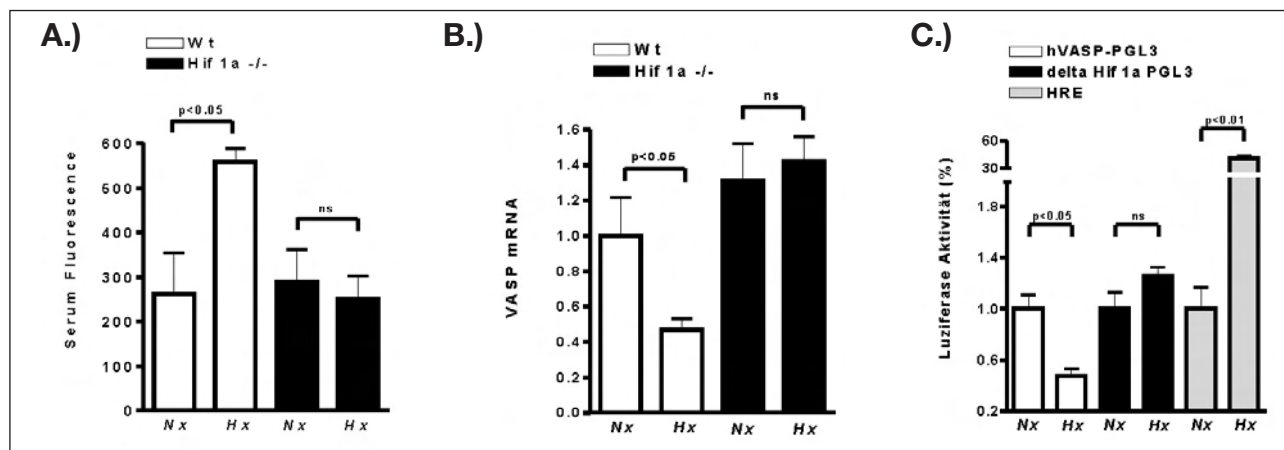 A.)
Wt
Hif 1a -/-
p<0.05
ns
Serum Fluorescence
600
500
400
300
200
100
0
Nx Hx Nx Hx
B.)
Wt
Hif 1a -/-
ns
p<0.05
VASP mRNA
1.6
1.4
1.2
1.0
0.8
0.6
0.4
0.2
0.0
Nx Hx Nx Hx
C.)
hVASP-PGL3
delta Hif 1a PGL3
HRE
p<0.01
p<0.05
ns
Luziferase Aktivität (%)
60
30
1.8
1.4
1.0
0.6
0.2
Nx Hx Nx Hx Nx Hx